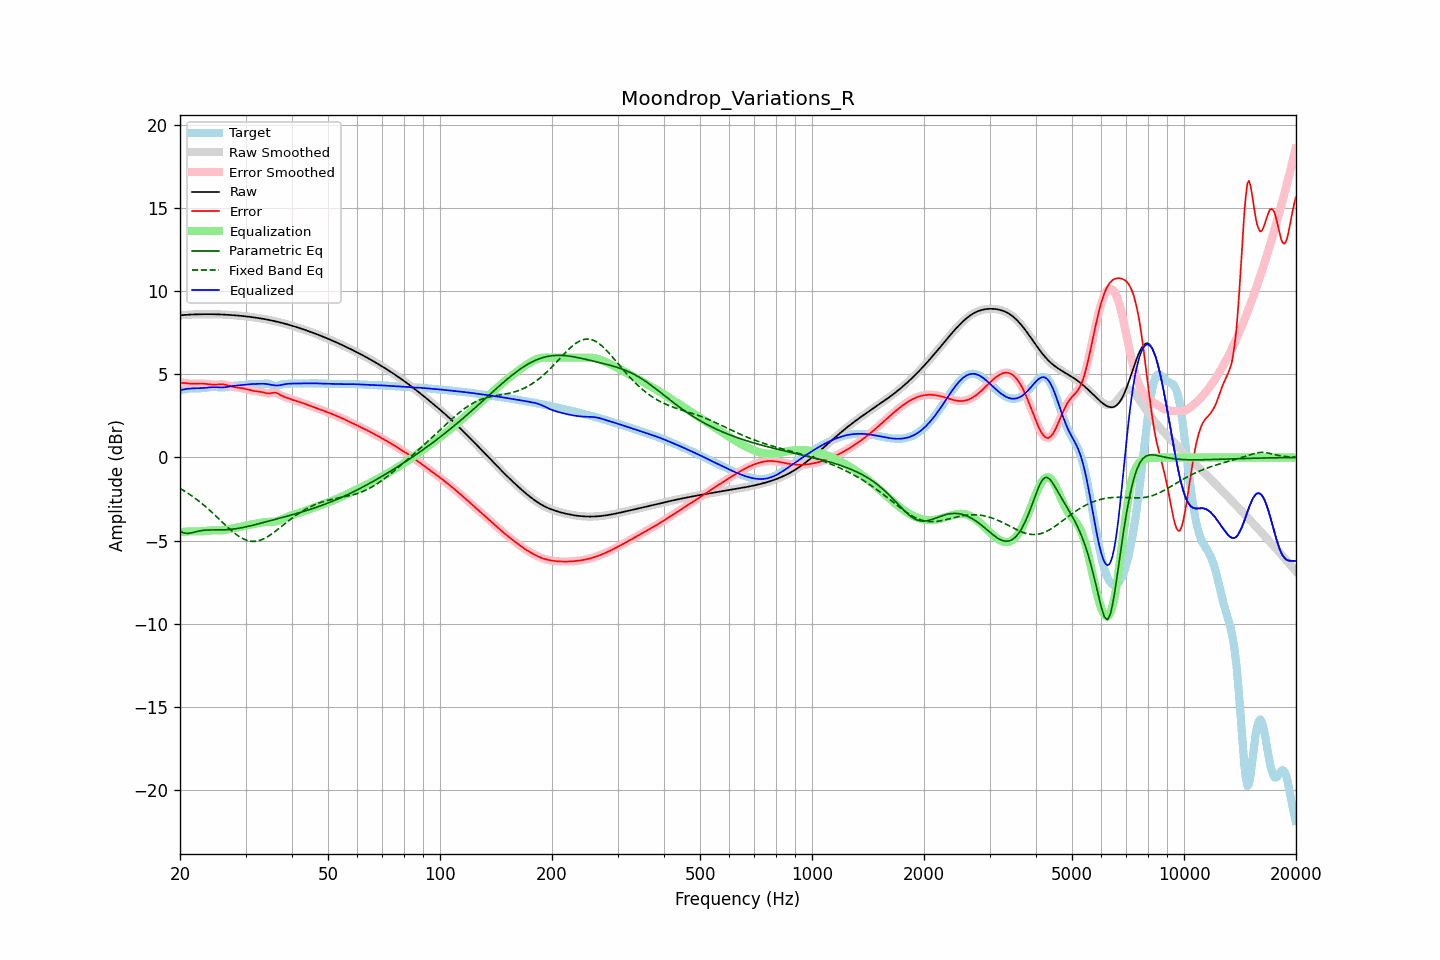 Moondrop_Variations_R
Target
Raw Smoothed
Error Smoothed
Raw
Error
Equalization
Parametric Eq
Fixed Band Eq
Equalized
20
15
10
5
0
−5
−10
−15
−20
Amplitude (dBr)
20 50 100 200 500 1000 2000 5000 10000 20000
Frequency (Hz)